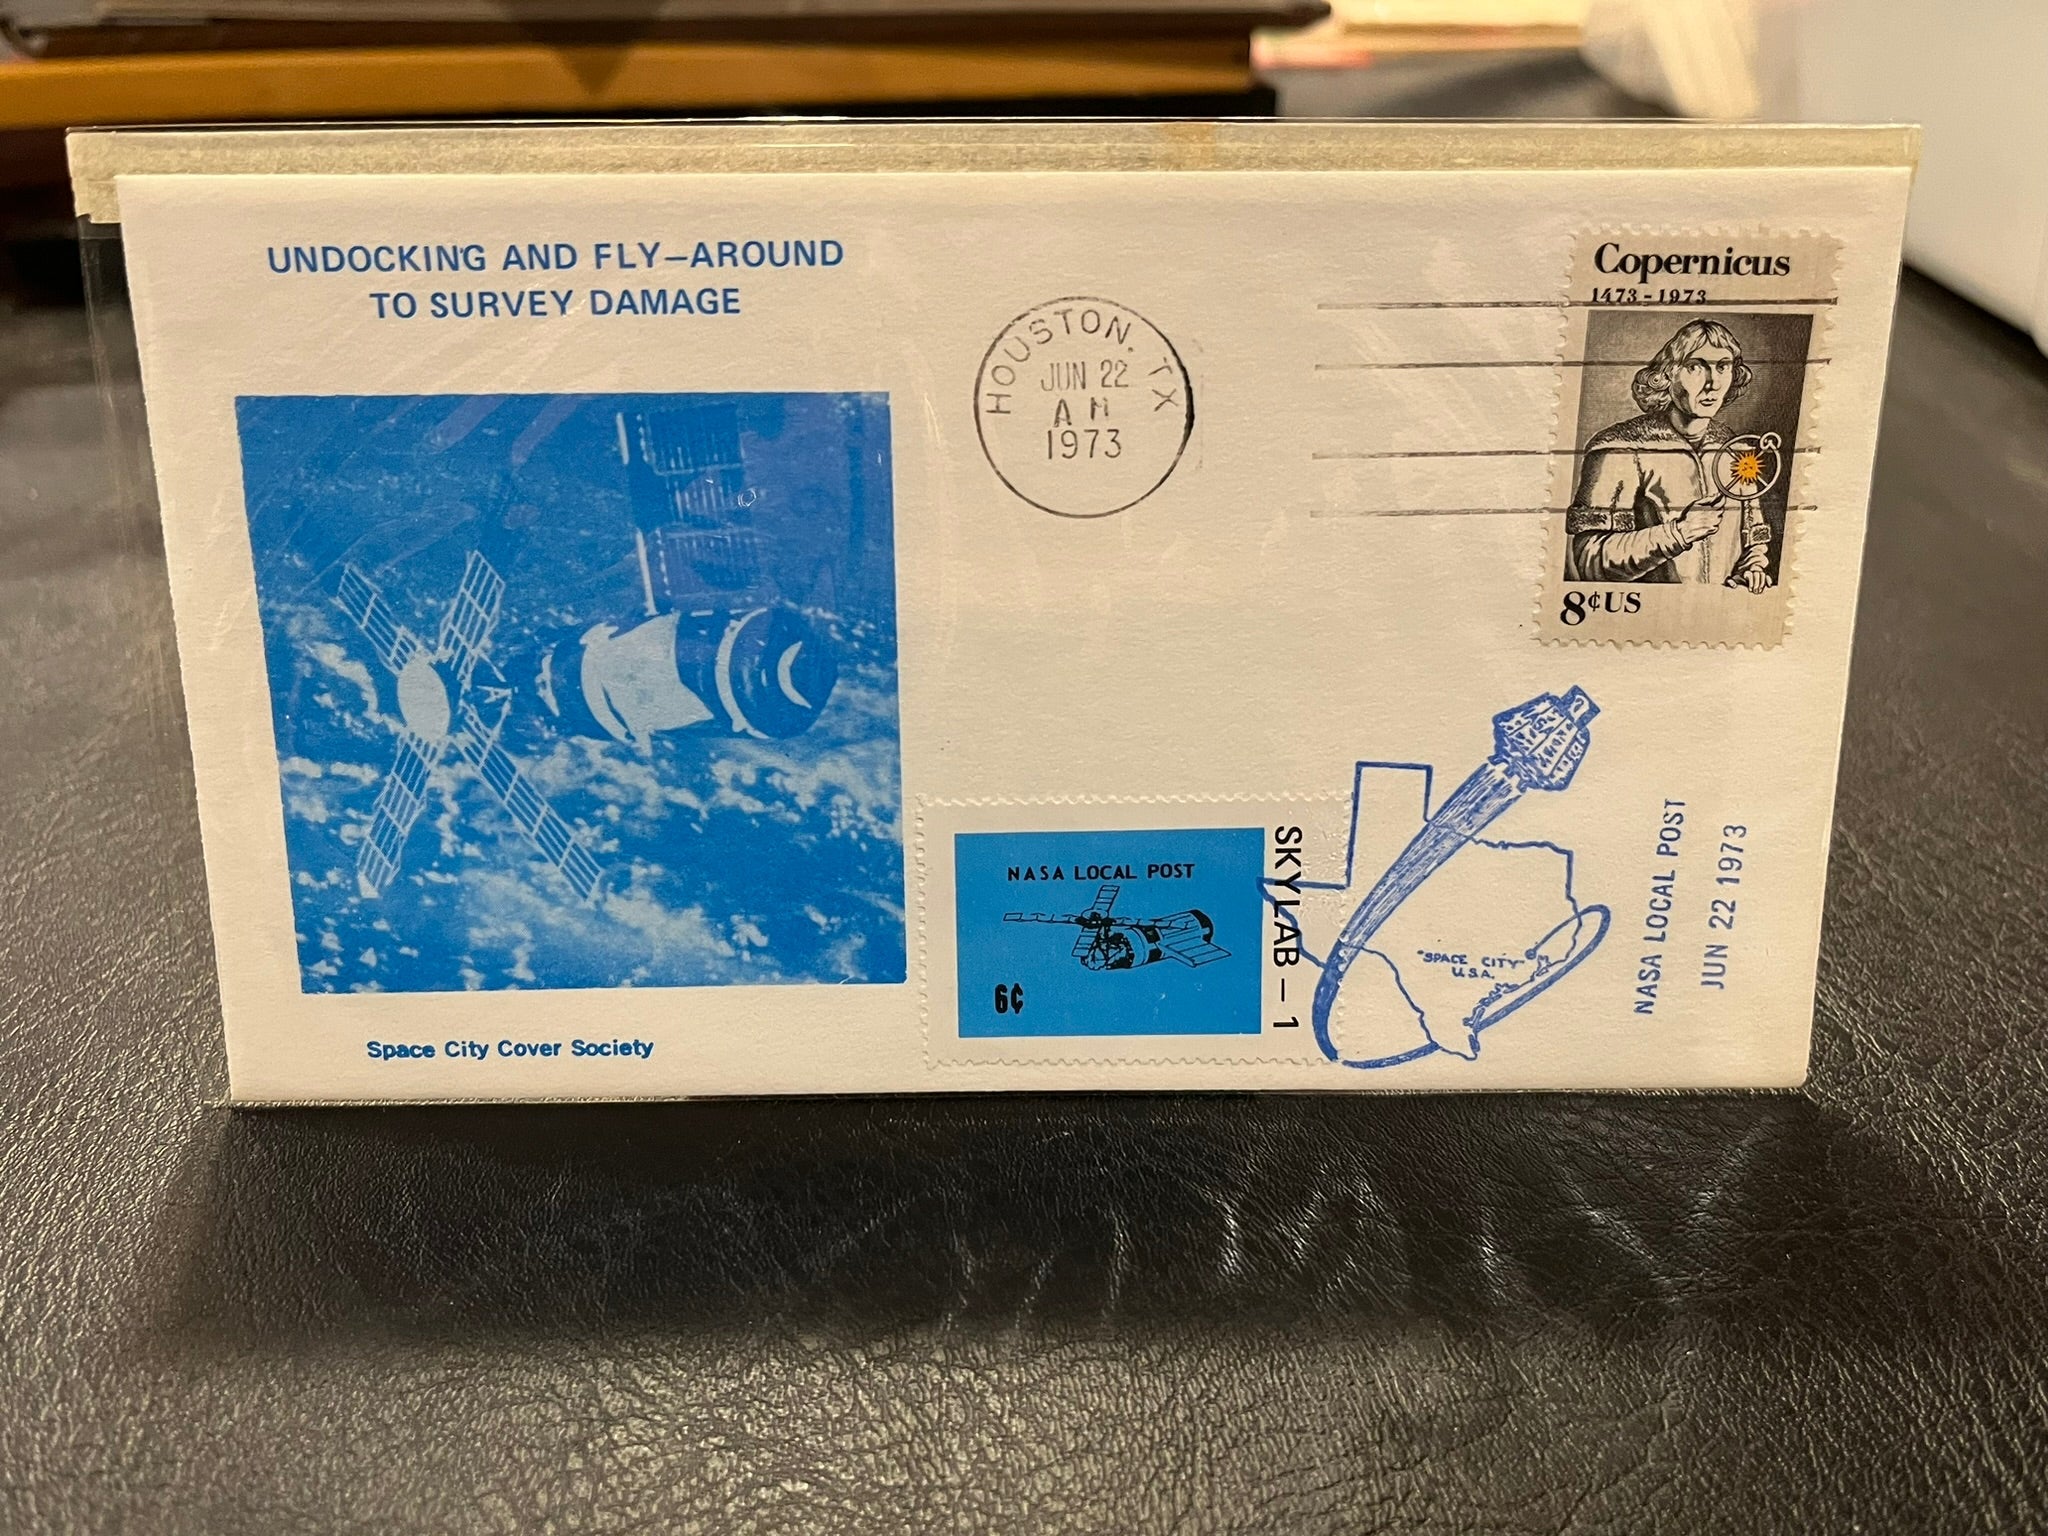 UNDOCKING AND FLY-AROUND
TO SURVEY DAMAGE
Space City Cover Society
HOUSTON, TX
JUN 22
AM
1973
Copernicus
1473-1973
8¢US
NASA LOCAL POST
6¢
SKYLAB - 1
"SPACE CITY"
U.S.A.
NASA LOCAL POST
JUN 22 1973